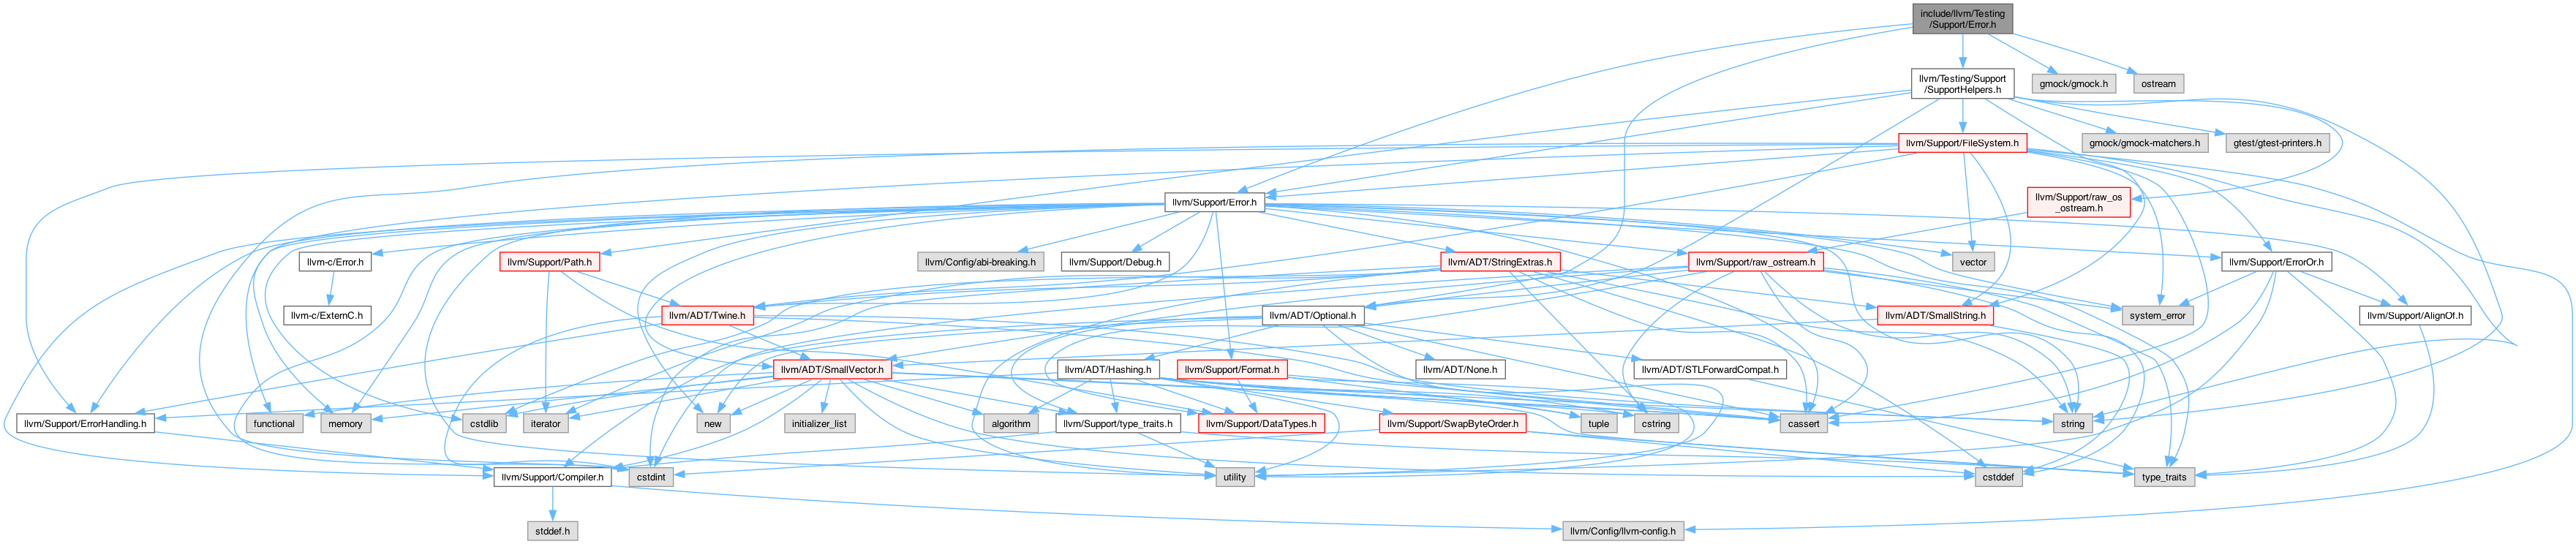 include/llvm/Testing
/Support/Error.h
llvm/Testing/Support
/SupportHelpers.h
gmock/gmock.h
ostream
llvm/Support/FileSystem.h
gmock/gmock-matchers.h
gtest/gtest-printers.h
llvm/Support/Error.h
llvm/Support/raw_os
_ostream.h
llvm-c/Error.h
llvm/Support/Path.h
llvm/Config/abi-breaking.h
llvm/Support/Debug.h
llvm/ADT/StringExtras.h
llvm/Support/raw_ostream.h
vector
llvm/Support/ErrorOr.h
llvm-c/ExternC.h
llvm/ADT/Twine.h
llvm/ADT/Optional.h
llvm/ADT/SmallString.h
system_error
llvm/Support/AlignOf.h
llvm/ADT/SmallVector.h
llvm/ADT/Hashing.h
llvm/Support/Format.h
llvm/ADT/None.h
llvm/ADT/STLForwardCompat.h
llvm/Support/ErrorHandling.h
functional
memory
cstdlib
iterator
new
initializer_list
algorithm
llvm/Support/type_traits.h
llvm/Support/DataTypes.h
llvm/Support/SwapByteOrder.h
tuple
cstring
cassert
string
llvm/Support/Compiler.h
cstdint
utility
cstddef
type_traits
stddef.h
llvm/Config/llvm-config.h